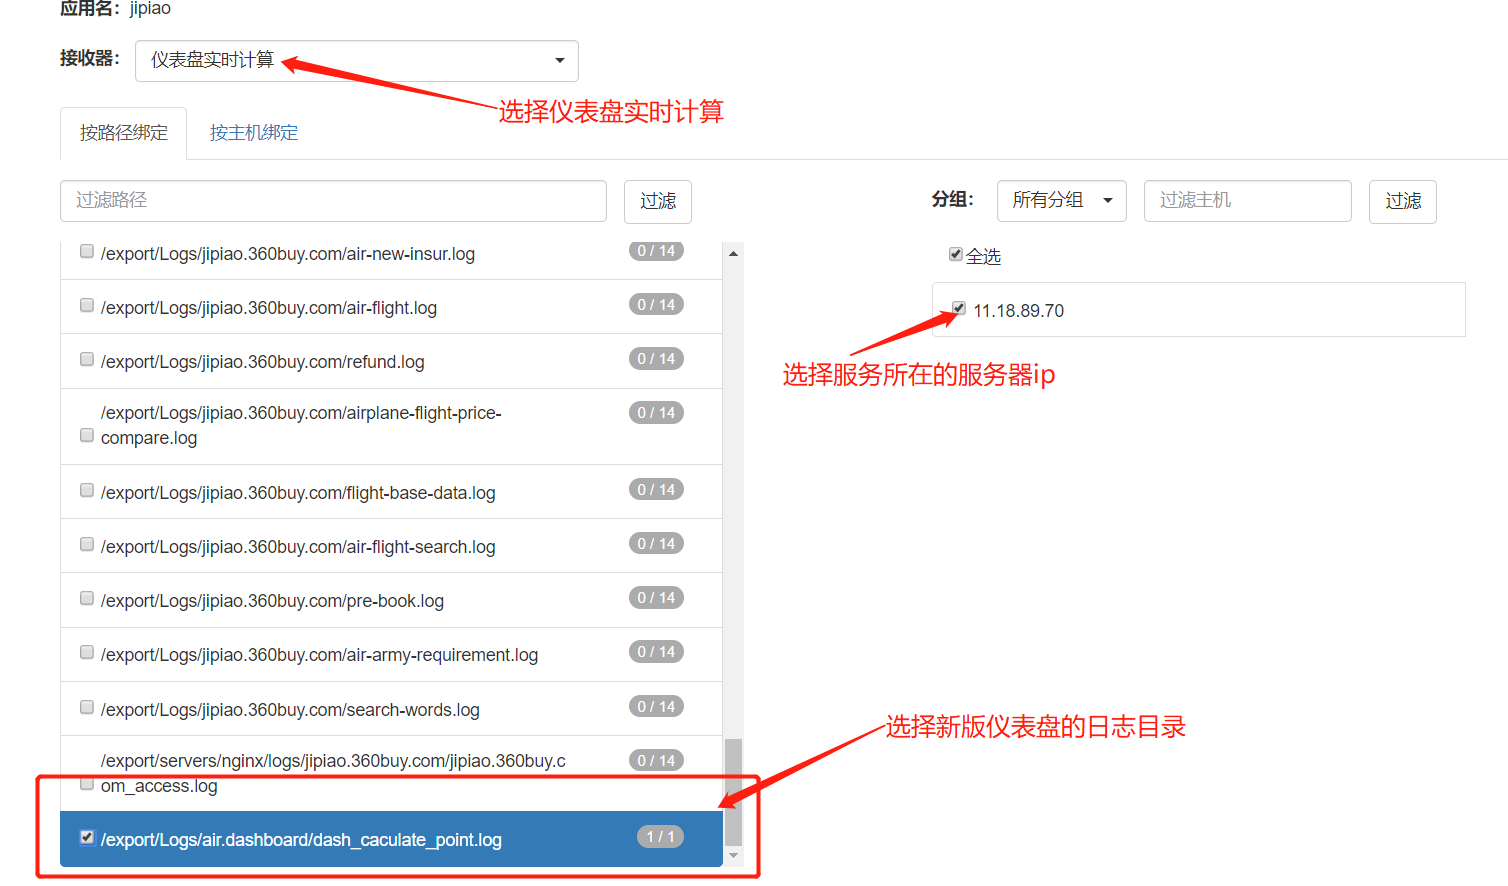 应用名： jipiao
接收器： 仪表盘实时计算
选择仪表盘实时计算
按路径绑定 按主机绑定
过滤路径 过滤 分组： 所有分组 过滤主机 过滤
/export/Logs/jipiao.360buy.com/air-new-insur.log 0 / 14
全选
/export/Logs/jipiao.360buy.com/air-flight.log 0 / 14
11.18.89.70
/export/Logs/jipiao.360buy.com/refund.log 0 / 14
选择服务所在的服务器ip
/export/Logs/jipiao.360buy.com/airplane-flight-price- 0 / 14
compare.log
/export/Logs/jipiao.360buy.com/flight-base-data.log 0 / 14
/export/Logs/jipiao.360buy.com/air-flight-search.log 0 / 14
/export/Logs/jipiao.360buy.com/pre-book.log 0 / 14
/export/Logs/jipiao.360buy.com/air-army-requirement.log 0 / 14
/export/Logs/jipiao.360buy.com/search-words.log 0 / 14
选择新版仪表盘的日志目录
/export/servers/nginx/logs/jipiao.360buy.com/jipiao.360buy.c 0 / 14
om_access.log
/export/Logs/air.dashboard/dash_caculate_point.log 1 / 1